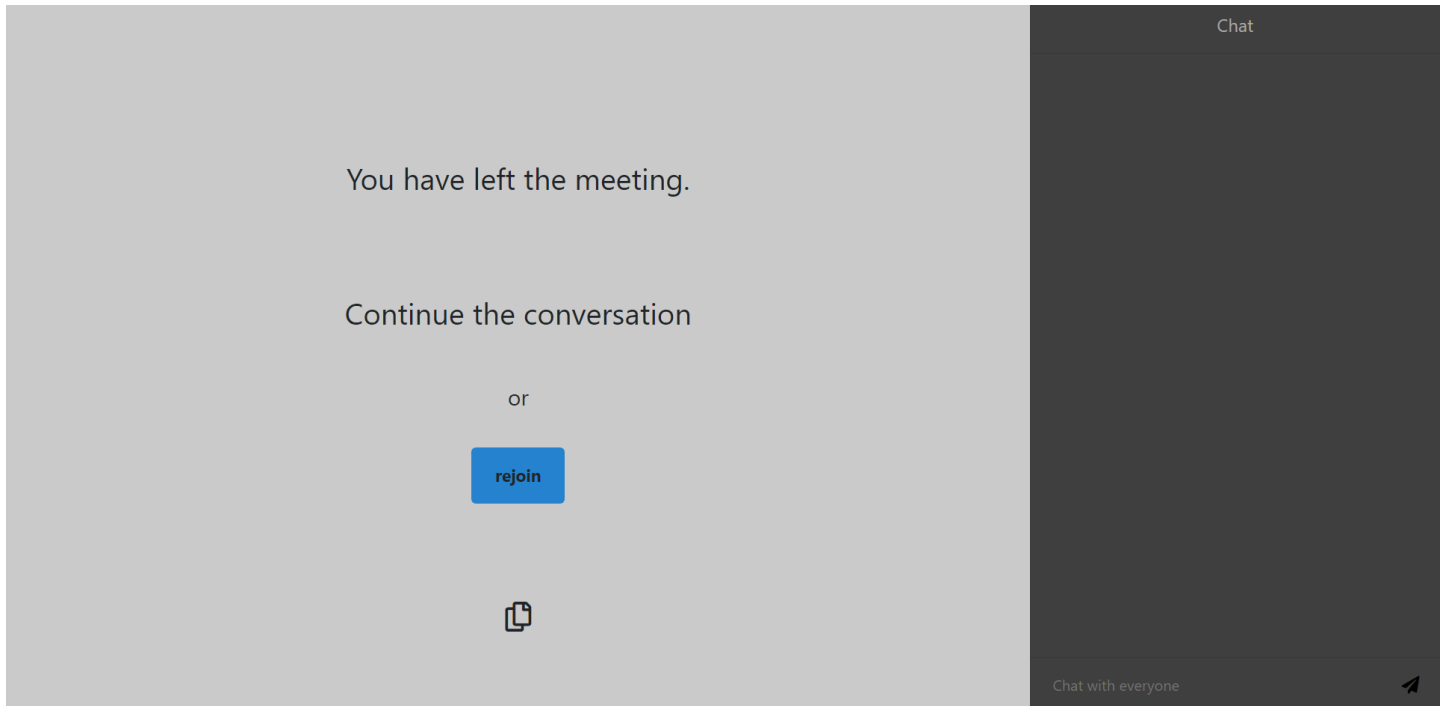 You have left the meeting.
Continue the conversation
or
rejoin
Chat
Chat with everyone